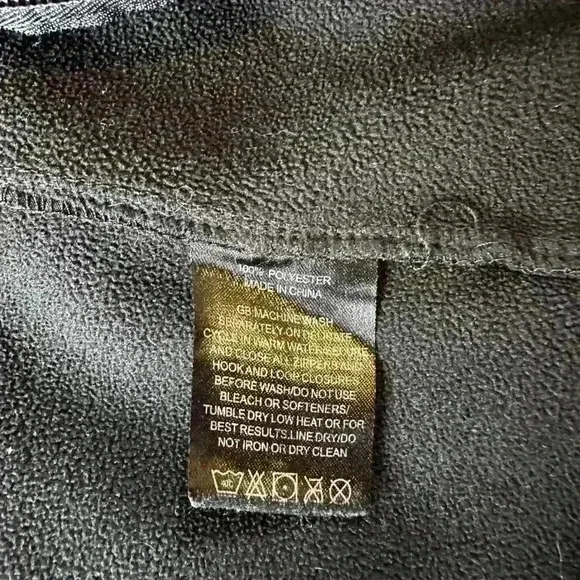 100% POLYESTER
MADE IN CHINA
GB MACHINE WASH
SEPARATELY ON
CYCLE IN WARM WATER
AND CLOSE ALL ZIPPERS AND
HOOK AND LOOP CLOSURES
BEFORE WASH/DO NOT USE
BLEACH OR SOFTENERS/
TUMBLE DRY LOW HEAT OR FOR
BEST RESULTS.LINE DRY/DO
NOT IRON OR DRY CLEAN